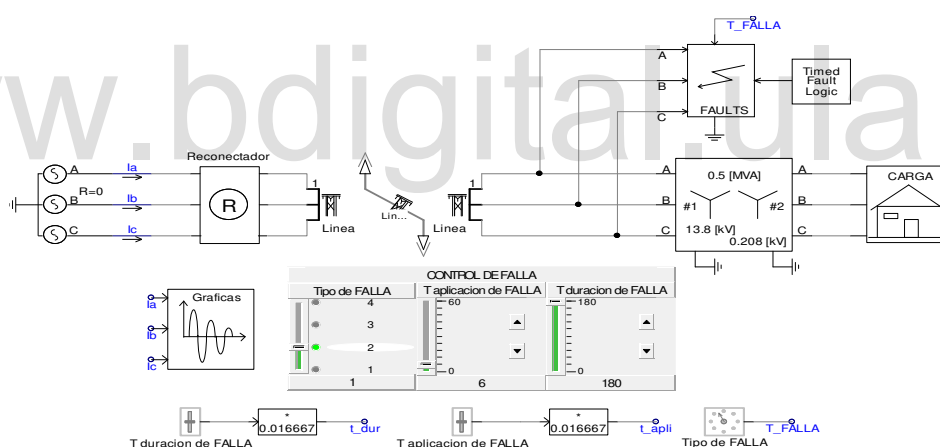 w.bdigital.ula
T_FALLA
A
B
C
FAULTS
Timed
Fault
Logic
A
B
C
R=0
Ia
Ib
Ic
Reconectador
R
1
Linea
Lin...
1
Linea
A
B
C
0.5 [MVA]
#1
#2
13.8 [kV]
0.208 [kV]
A
B
C
CARGA
Ia
Ib
Ic
Graficas
CONTROL DE FALLA
Tipo de FALLA
4
3
2
1
1
T aplicacion de FALLA
60
0
6
T duracion de FALLA
180
0
180
T duracion de FALLA
*
0.016667
t_dur
T aplicacion de FALLA
*
0.016667
t_apli
Tipo de FALLA
T_FALLA